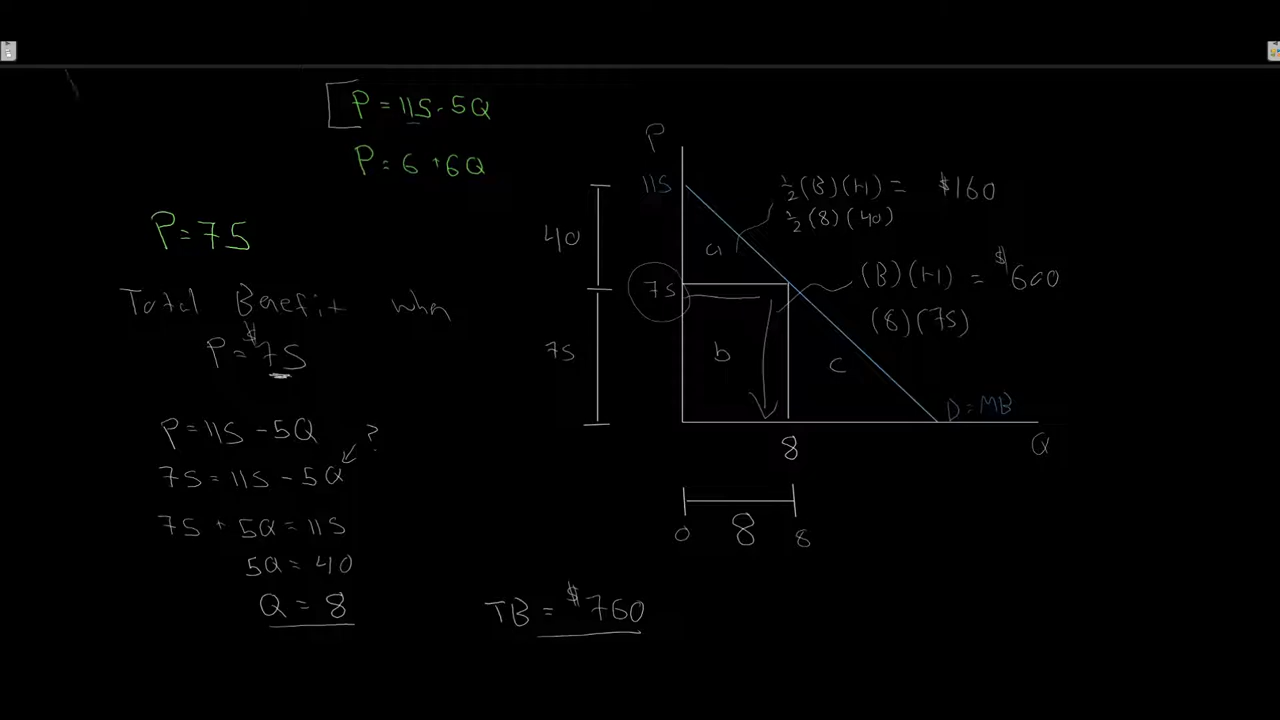 P = 115 - 5Q
P = 6 + 6Q
P = 75
Total Benefit when
P = $75
P = 115 - 5Q
?
75 = 115 - 5Q
75 + 5Q = 115
5Q = 40
Q = 8
TB = $760
P
115
40
75
75
a
b
c
½(B)(H) = $160
½(8)(40)
(B)(H) = $600
(8)(75)
D = MB
Q
8
0 8 8